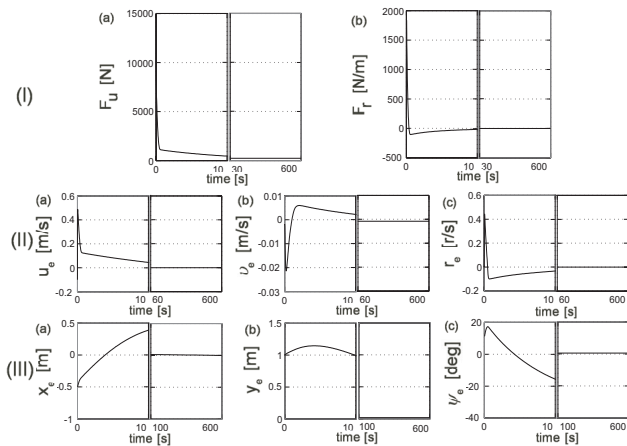 (I)
(a)
F_u [N]
15000
10000
5000
0
0 10 30 600
time [s]
(b)
F_r [N/m]
2000
1500
1000
500
0
-500
0 10 30 600
time [s]
(II)
(a)
u_e [m/s]
0.6
0.4
0.2
0
-0.2
0 10 60 600
time [s]
(b)
υ_e [m/s]
0.01
0
-0.01
-0.02
-0.03
0 10 60 600
time [s]
(c)
r_e [r/s]
0.6
0.4
0.2
0
-0.2
0 10 60 600
time [s]
(III)
(a)
x_e [m]
0.5
0
-0.5
-1
0 10 100 600
time [s]
(b)
y_e [m]
2
1.5
1
0.5
0
0 10 100 600
time [s]
(c)
ψ_e [deg]
20
0
-20
-40
0 10 100 600
time [s]